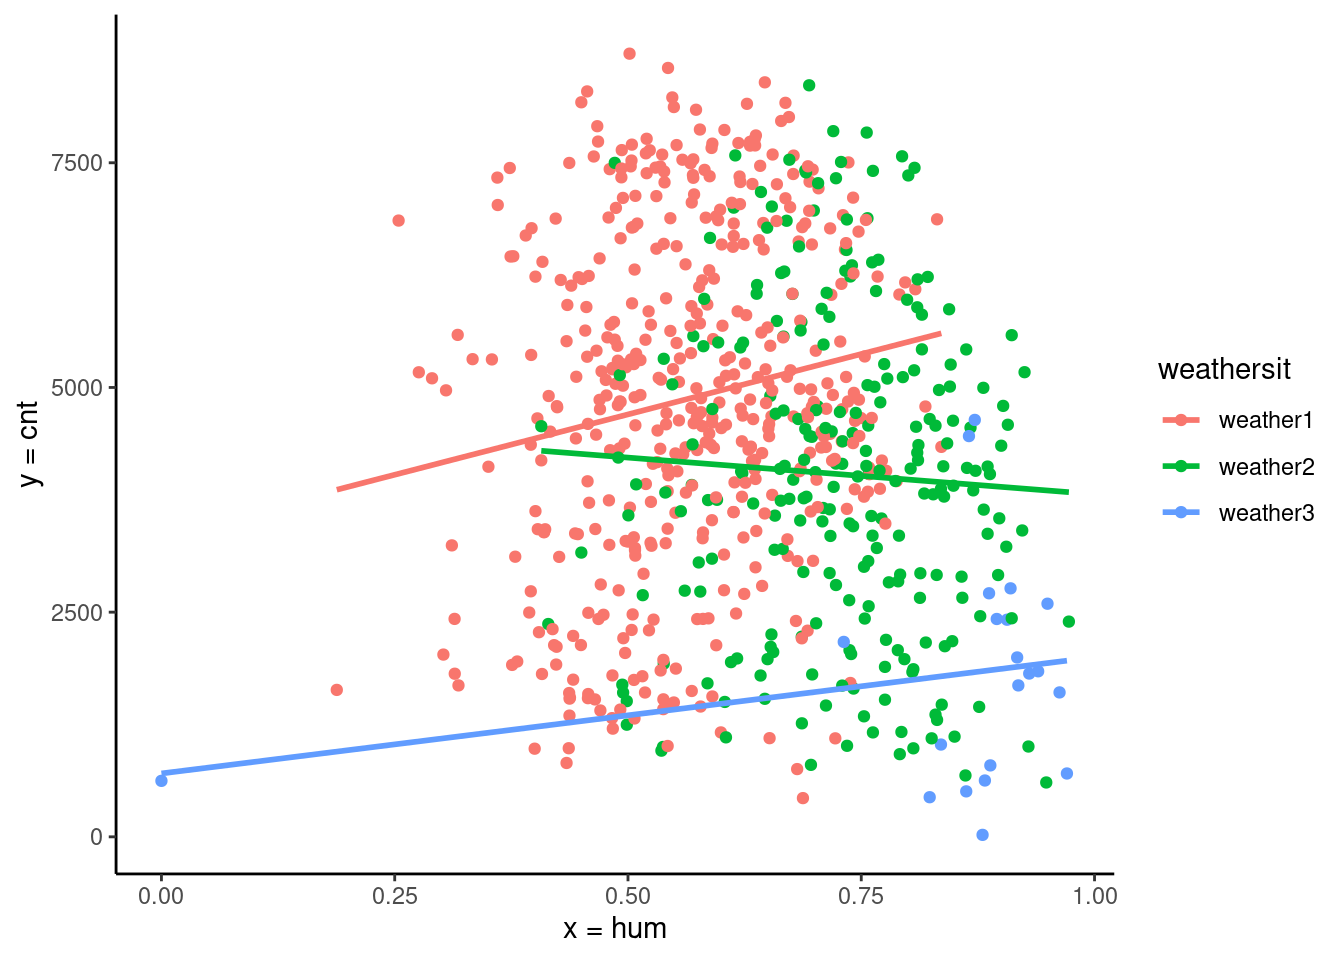 y = cnt
7500
5000
2500
0
0.00 0.25 0.50 0.75 1.00
x = hum
weathersit
weather1
weather2
weather3